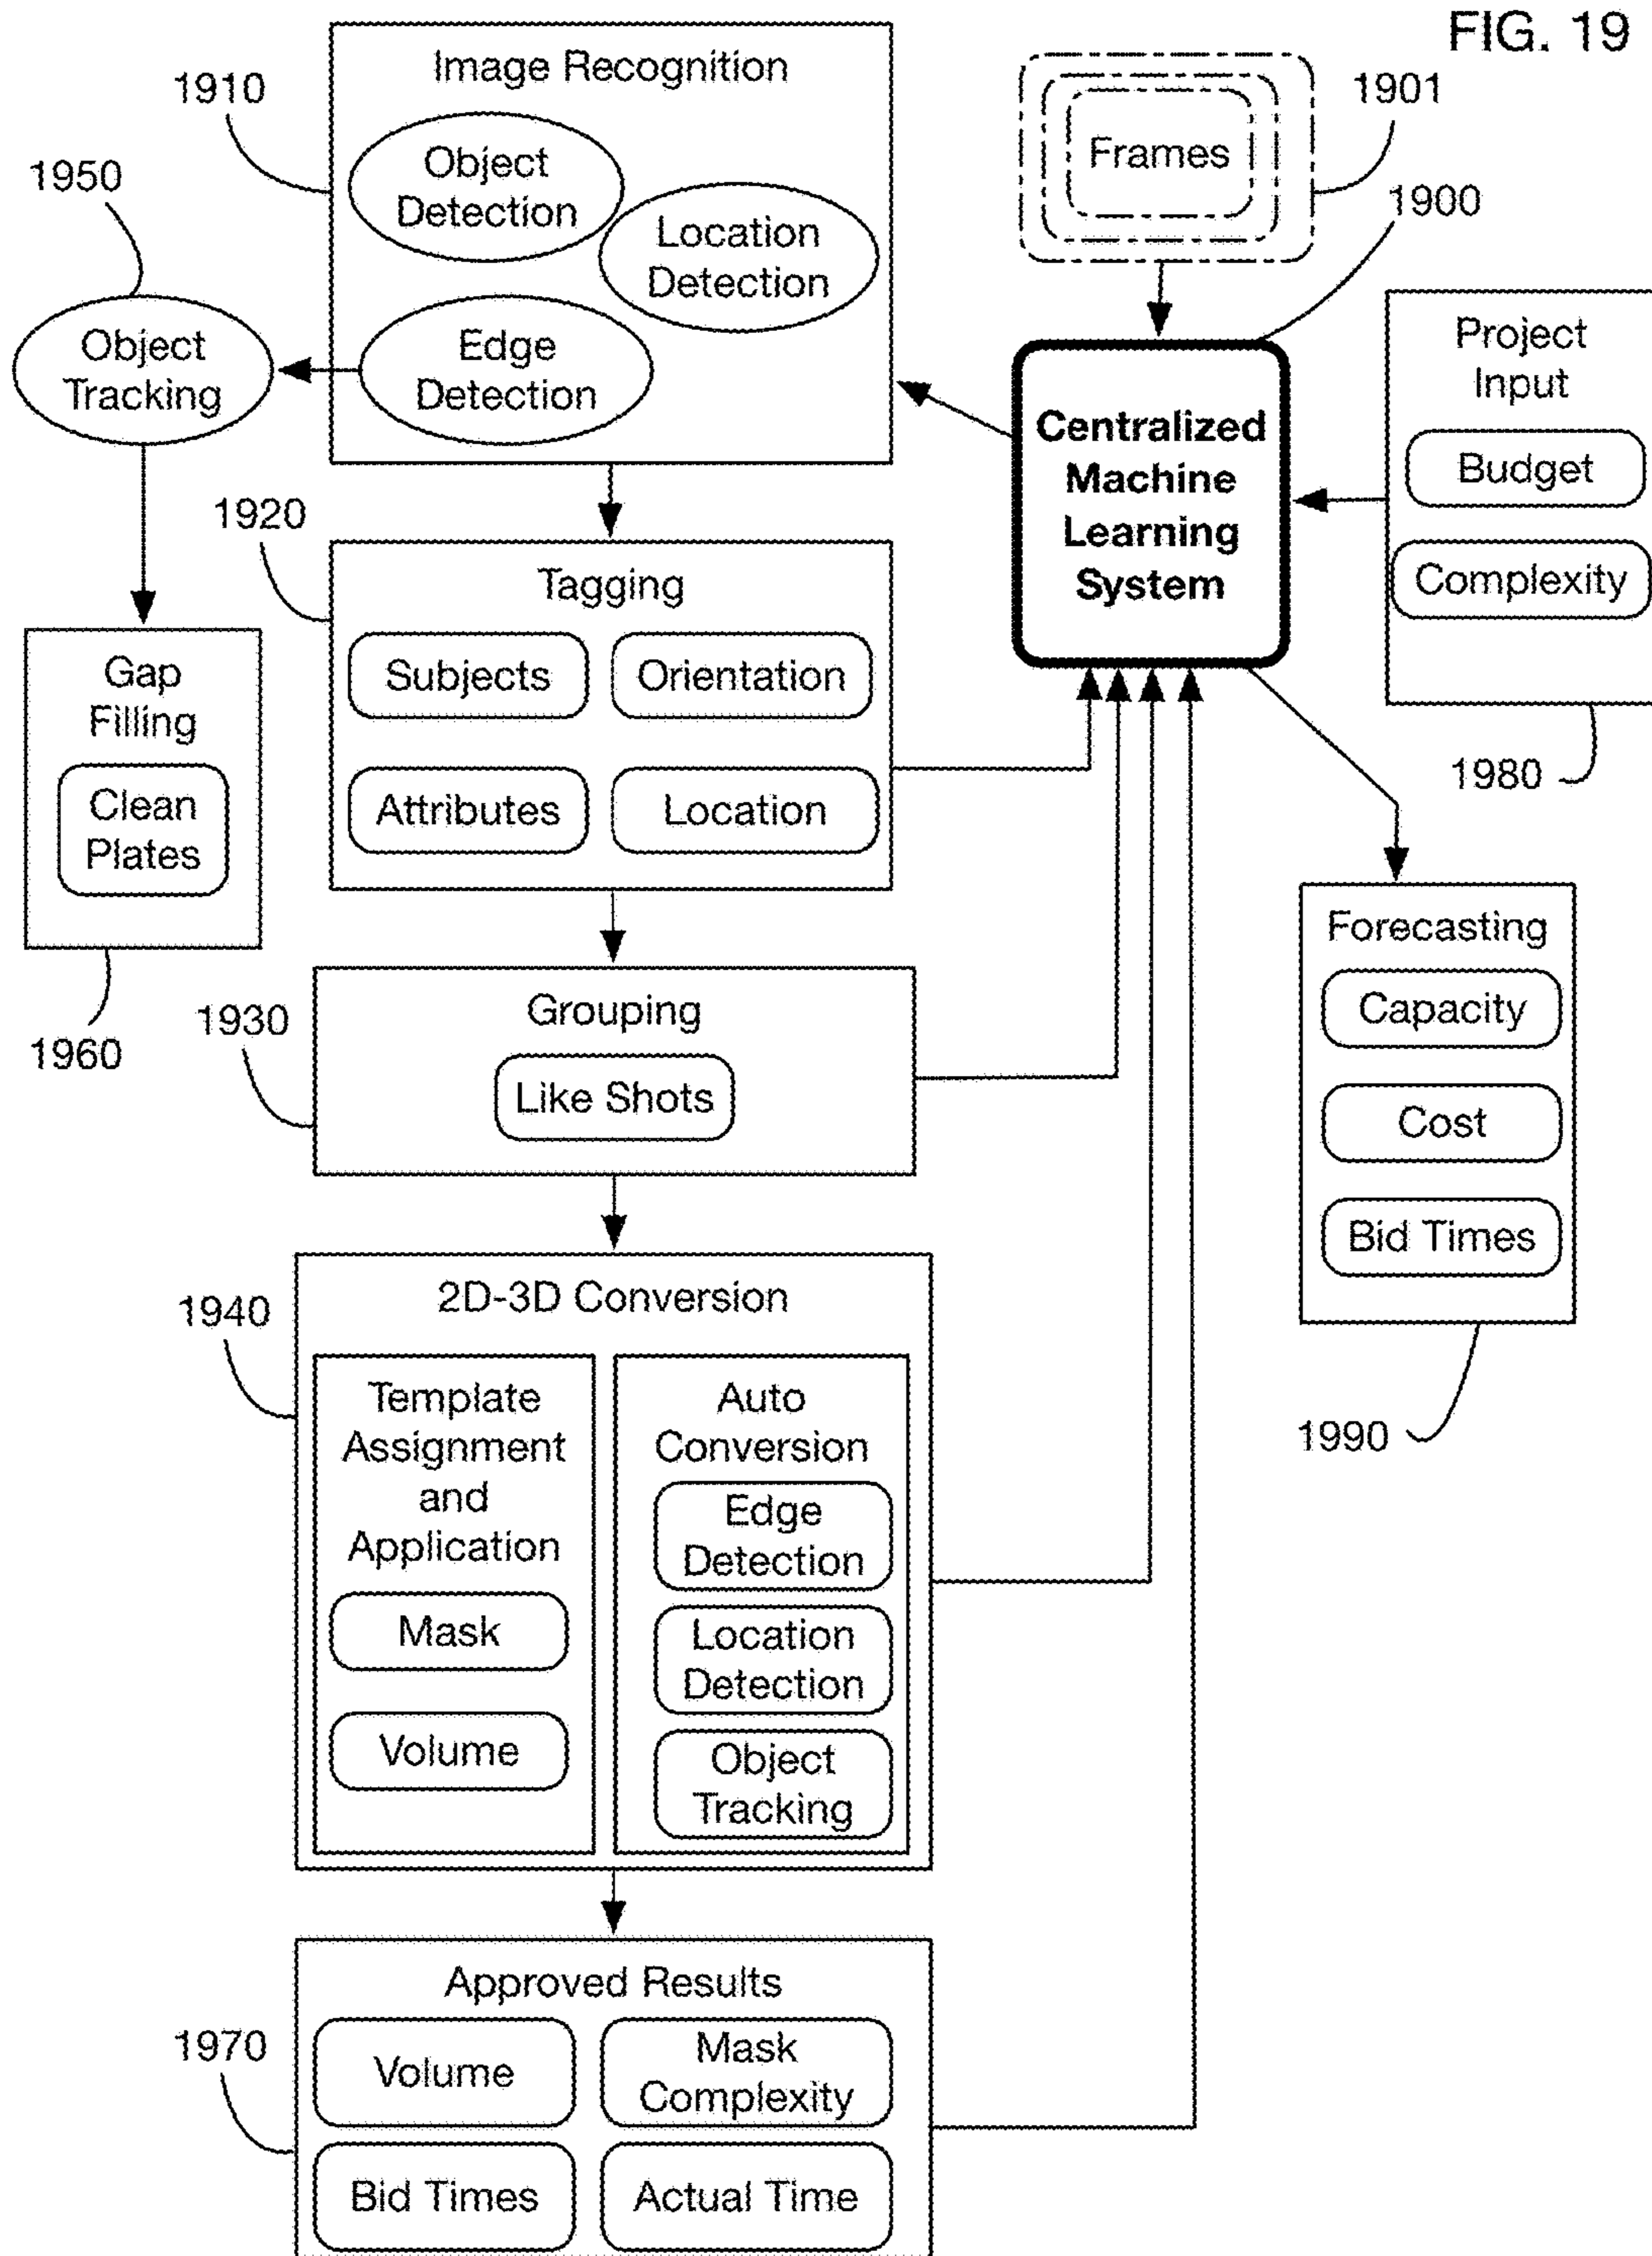 FIG. 19
Image Recognition
1910
Object
Detection
Location
Detection
Edge
Detection
1950
Object
Tracking
Frames
1901
1900
Centralized
Machine
Learning
System
Project
Input
Budget
Complexity
1980
1920
Tagging
Subjects
Orientation
Attributes
Location
Gap
Filling
Clean
Plates
1960
1930
Grouping
Like Shots
Forecasting
Capacity
Cost
Bid Times
1990
1940
2D-3D Conversion
Template
Assignment
and
Application
Mask
Volume
Auto
Conversion
Edge
Detection
Location
Detection
Object
Tracking
1970
Approved Results
Volume
Mask
Complexity
Bid Times
Actual Time